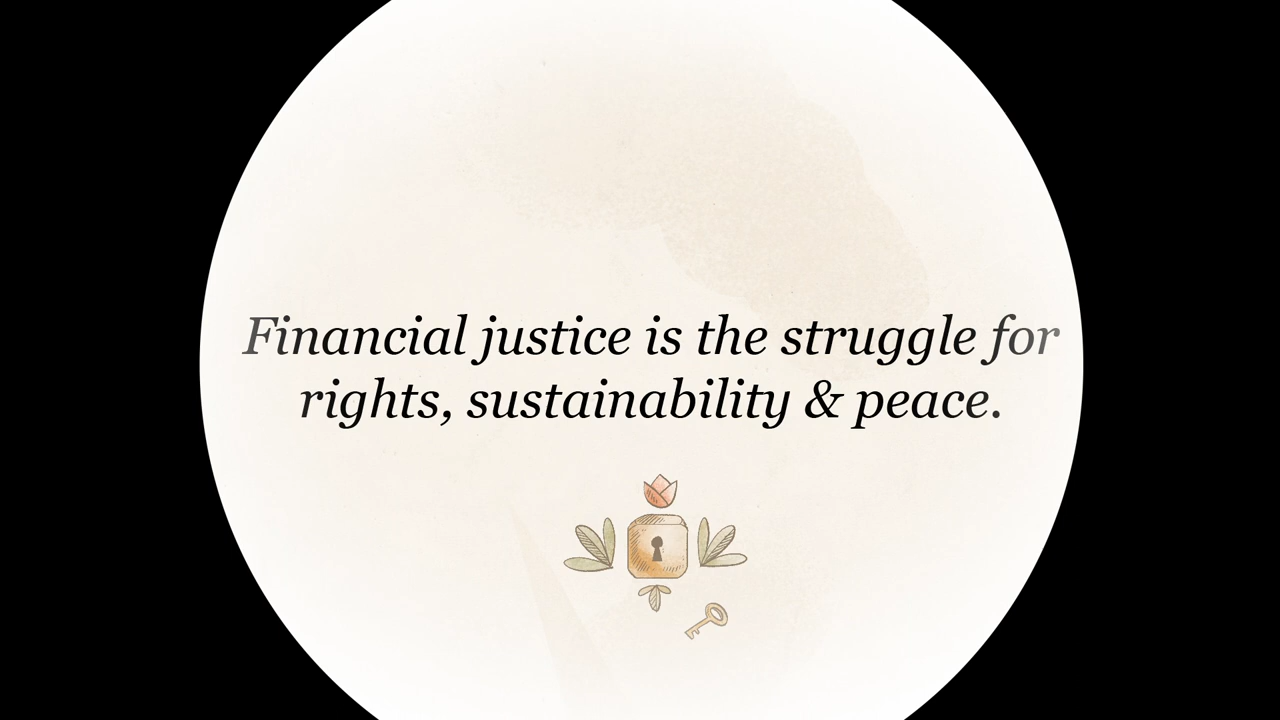 Financial justice is the struggle for
rights, sustainability & peace.